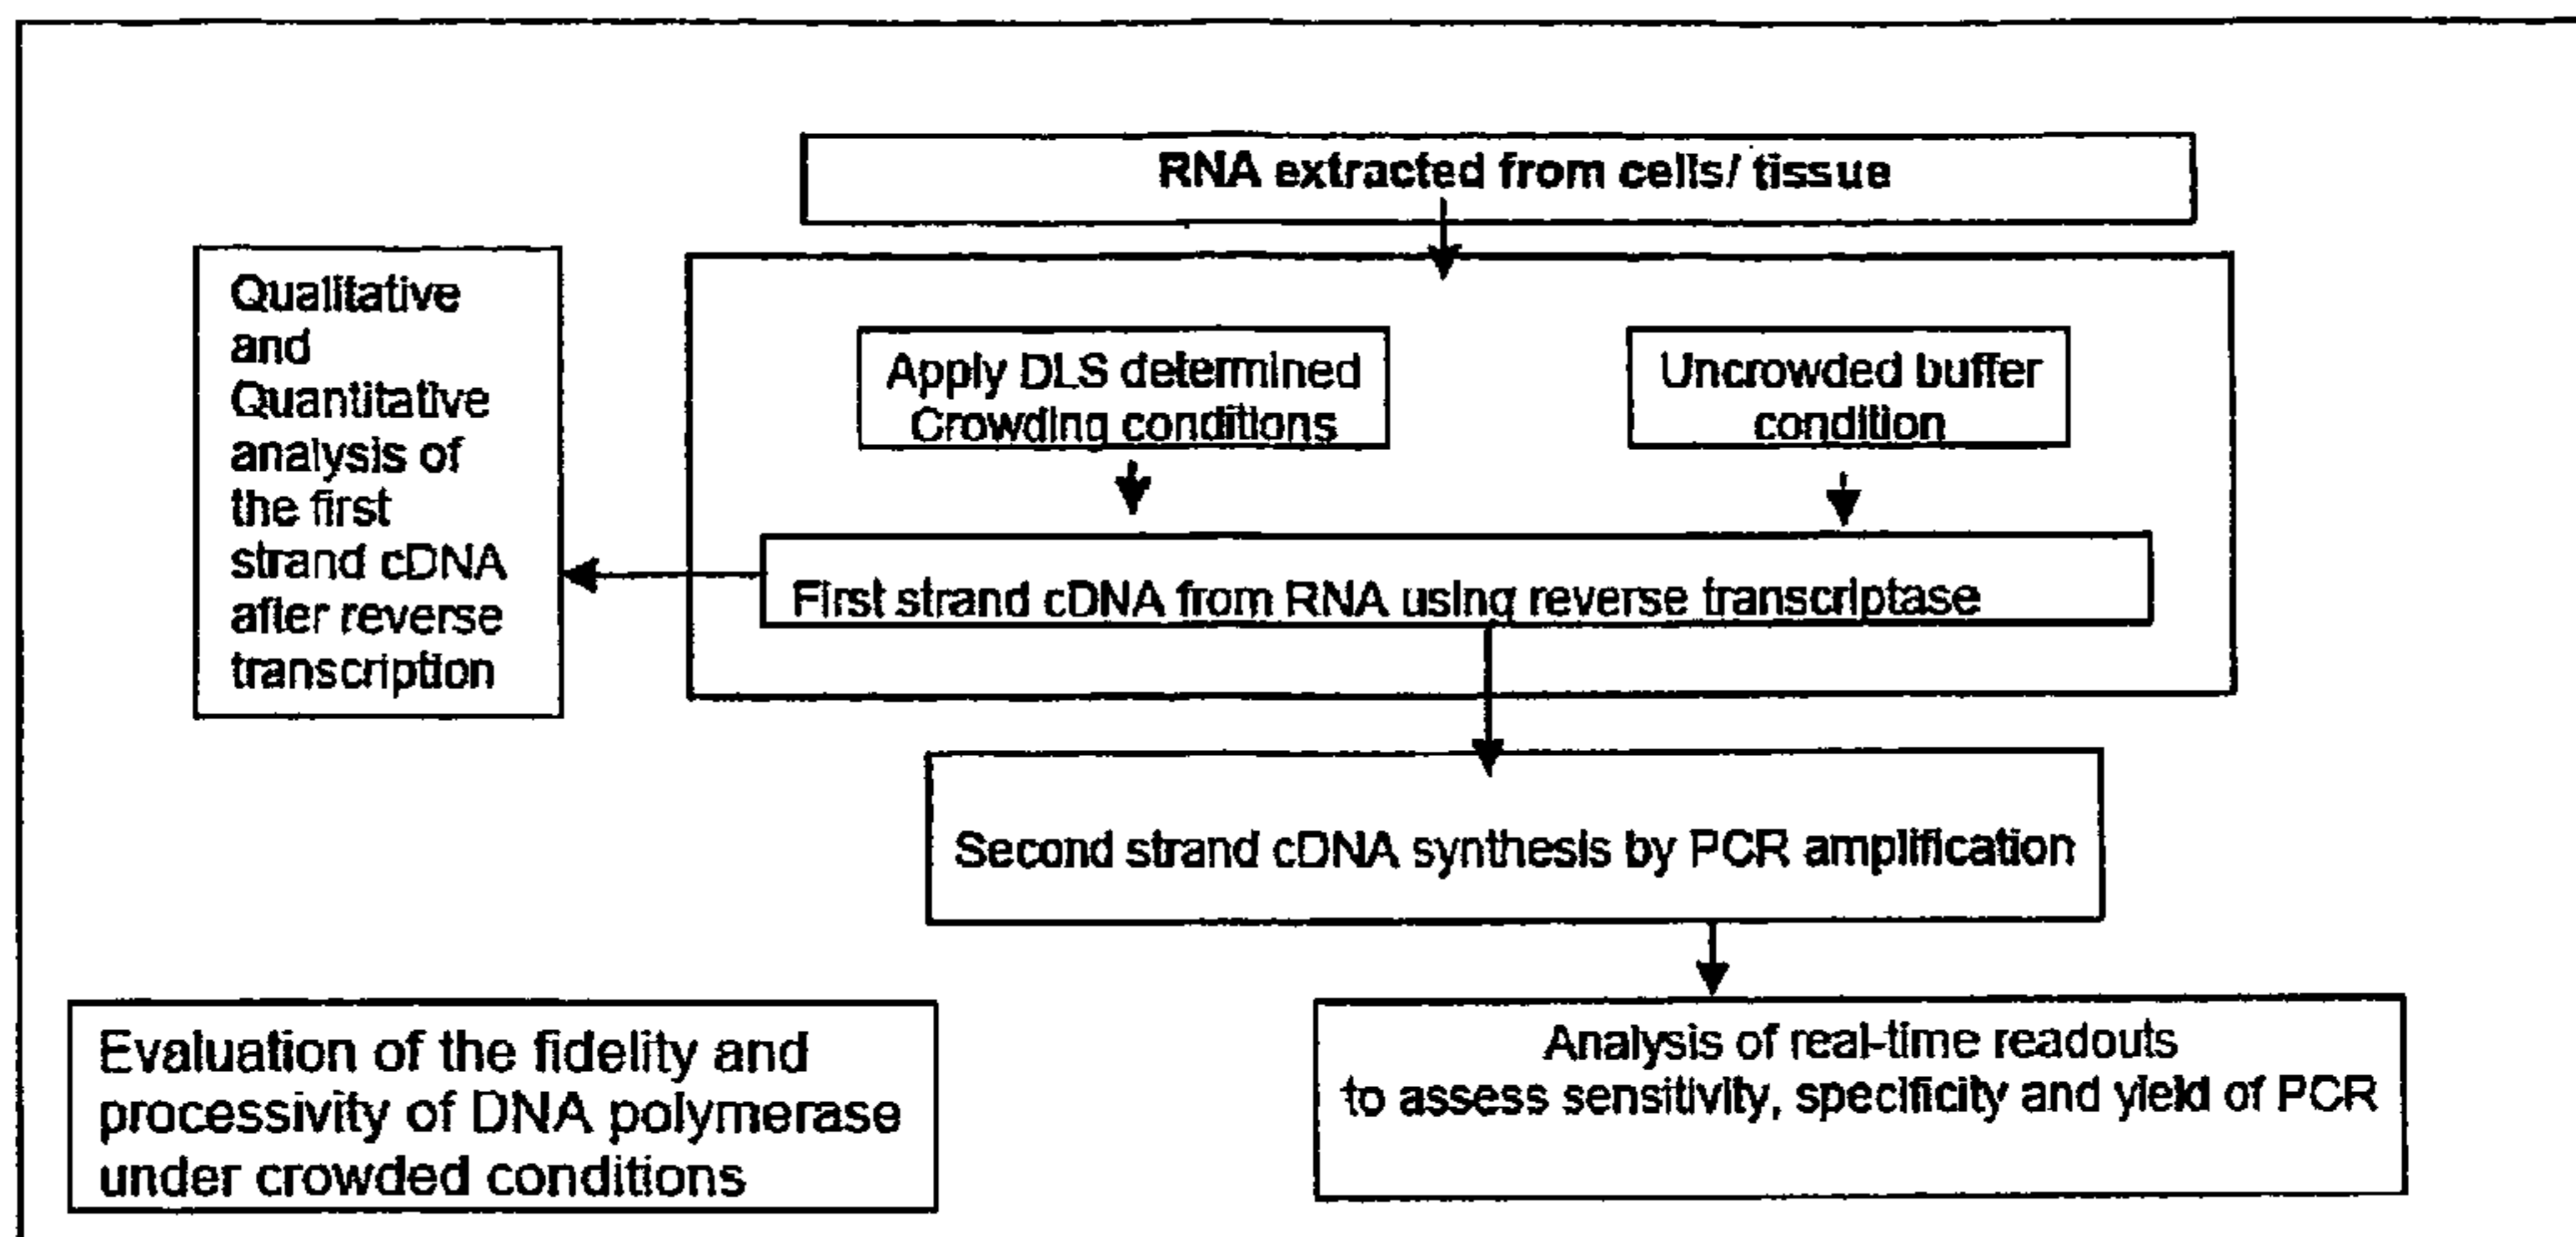 RNA extracted from cells/ tissue
Qualitative
and
Quantitative
analysis of
the first
strand cDNA
after reverse
transcription
Apply DLS determined
Crowding conditions
Uncrowded buffer
condition
First strand cDNA from RNA using reverse transcriptase
Second strand cDNA synthesis by PCR amplification
Evaluation of the fidelity and
processivity of DNA polymerase
under crowded conditions
Analysis of real-time readouts
to assess sensitivity, specificity and yield of PCR